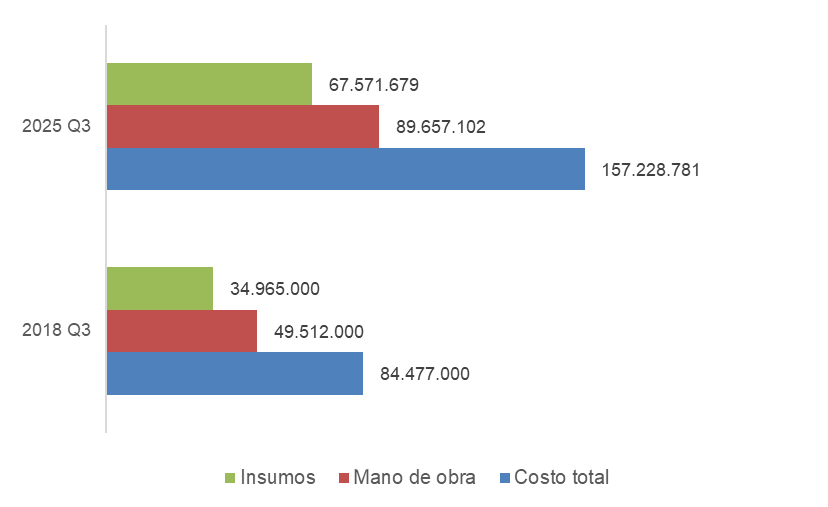 67.571.679
2025 Q3
89.657.102
157.228.781
34.965.000
2018 Q3
49.512.000
84.477.000
Insumos Mano de obra Costo total